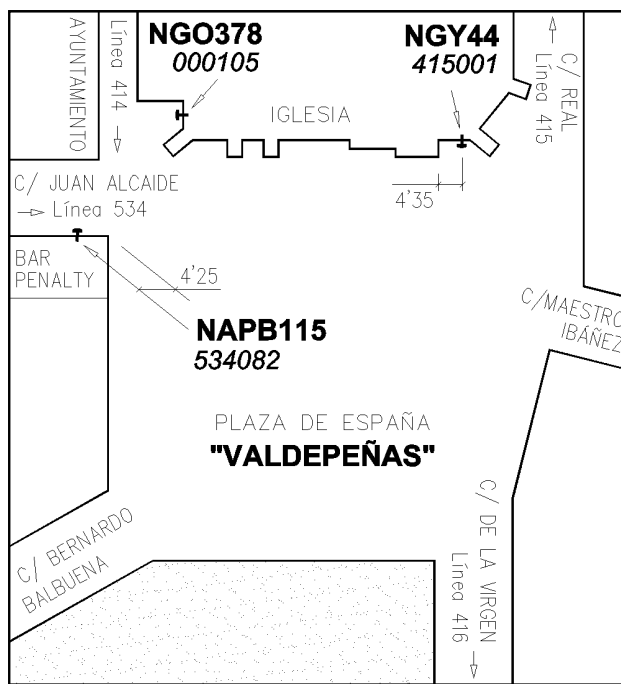 AYUNTAMIENTO
Línea 414
NGO378
000105
NGY44
415001
IGLESIA
C/ REAL
Línea 415
C/ JUAN ALCAIDE
Línea 534
4'35
BAR
PENALTY
4'25
C/MAESTRO
IBÁÑEZ
NAPB115
534082
PLAZA DE ESPAÑA
"VALDEPEÑAS"
C/ BERNARDO
BALBUENA
C/ DE LA VIRGEN
Línea 416